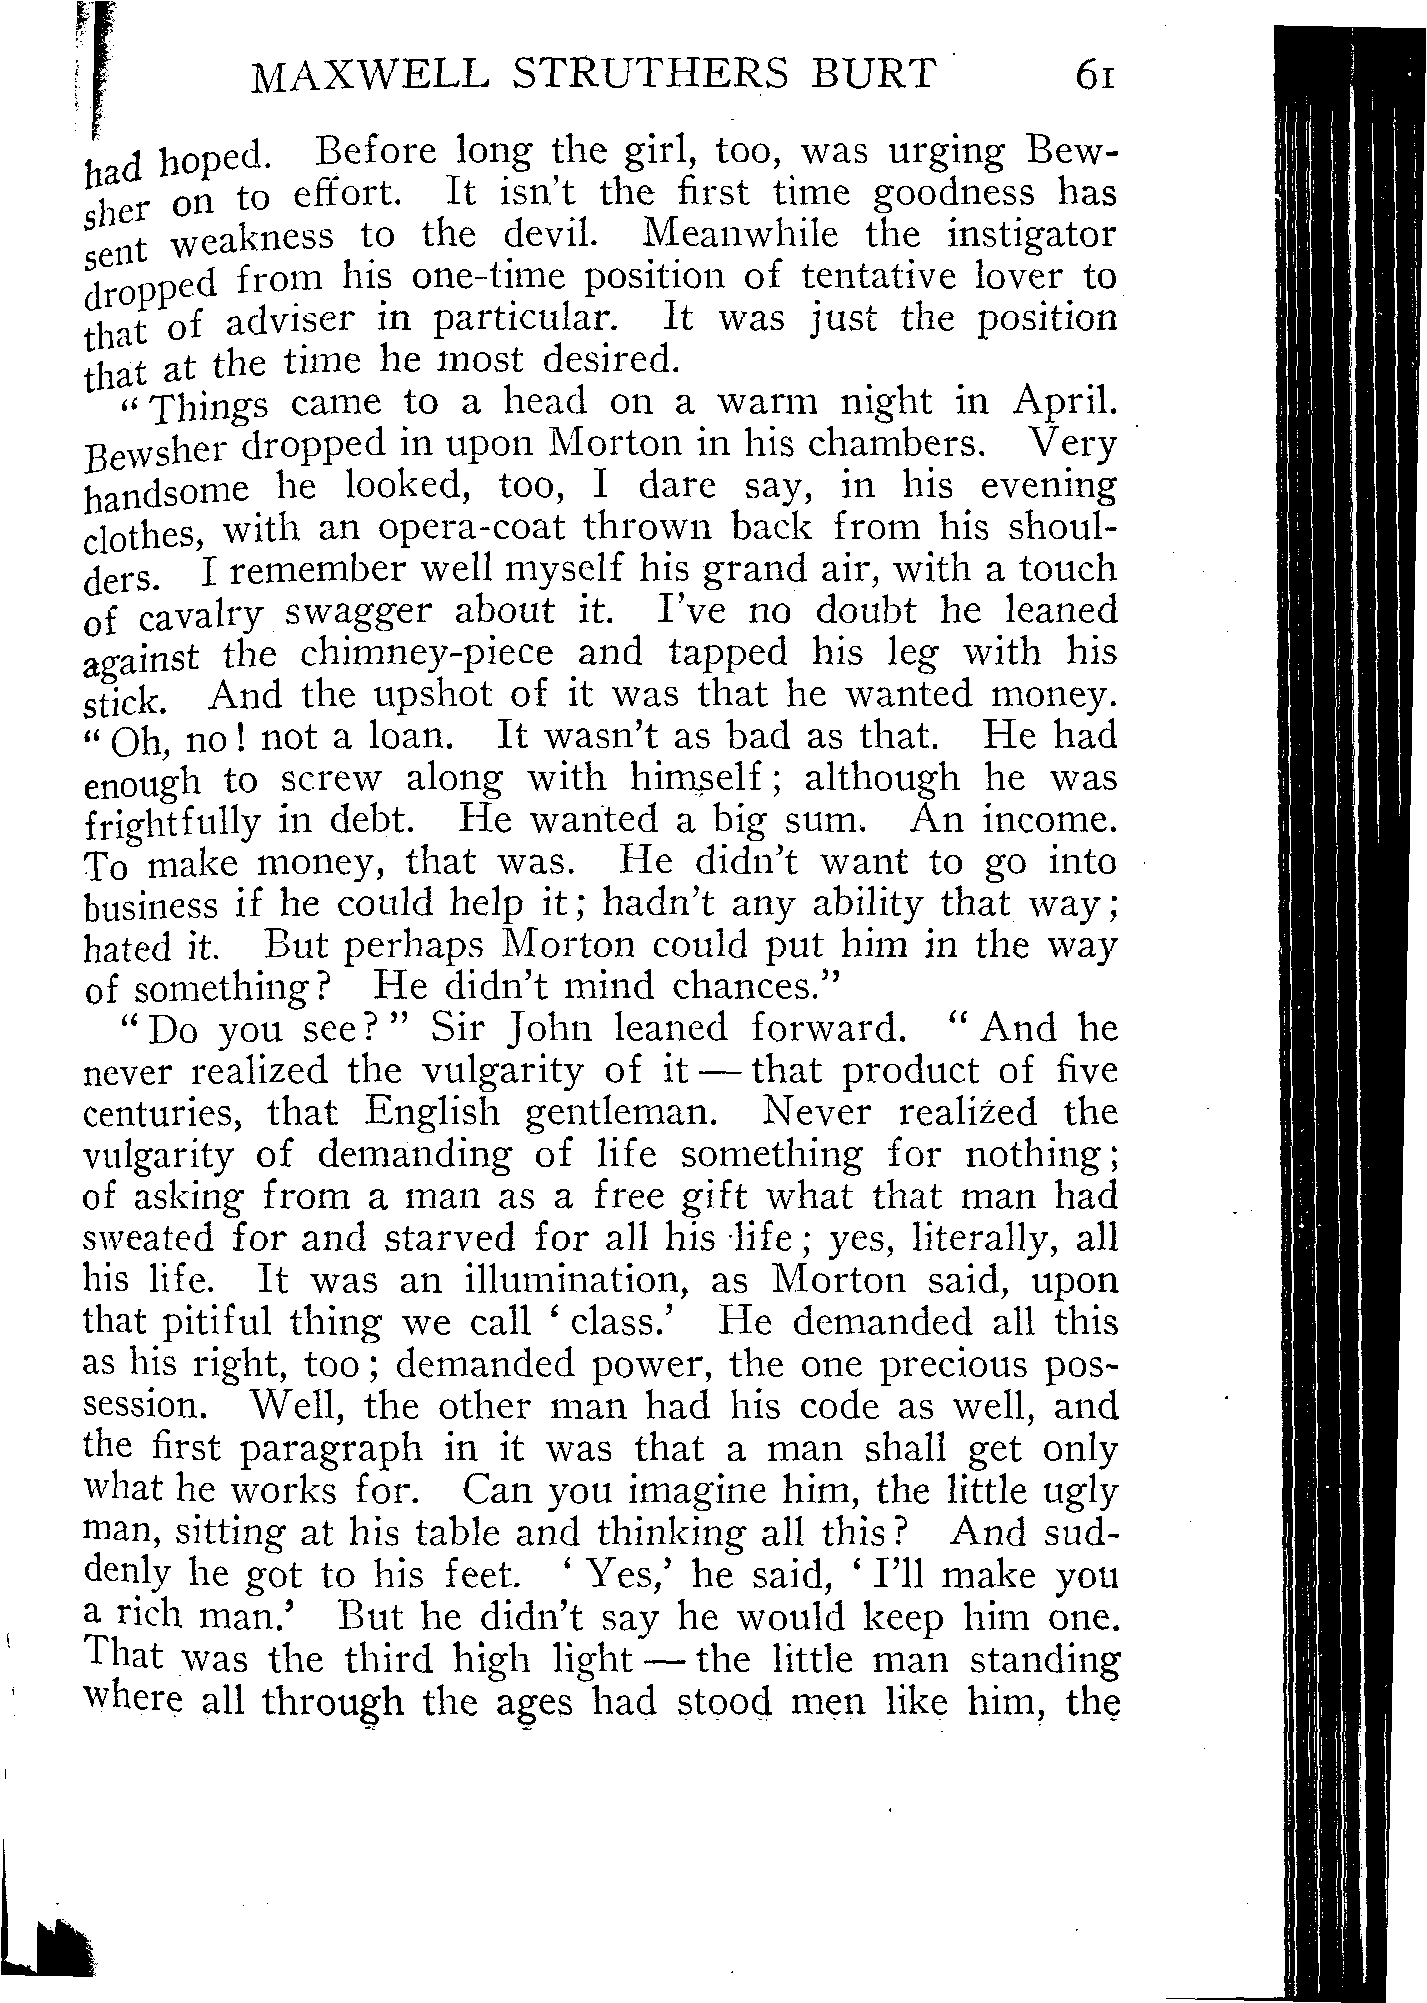 MAXWELL STRUTHERS BURT 61
had hoped. Before long the girl, too, was urging Bew-
sher on to effort. It isn't the first time goodness has
sent weakness to the devil. Meanwhile the instigator
dropped from his one-time position of tentative lover to
that of adviser in particular. It was just the position
that at the time he most desired.
"Things came to a head on a warm night in April.
Bewsher dropped in upon Morton in his chambers. Very
handsome he looked, too, I dare say, in his evening
clothes, with an opera-coat thrown back from his shoul-
ders. I remember well myself his grand air, with a touch
of cavalry swagger about it. I've no doubt he leaned
against the chimney-piece and tapped his leg with his
stick. And the upshot of it was that he wanted money.
"Oh, no! not a loan. It wasn't as bad as that. He had
enough to screw along with himself; although he was
frightfully in debt. He wanted a big sum. An income.
To make money, that was. He didn't want to go into
business if he could help it; hadn't any ability that way;
hated it. But perhaps Morton could put him in the way
of something? He didn't mind chances."
"Do you see?" Sir John leaned forward. "And he
never realized the vulgarity of it — that product of five
centuries, that English gentleman. Never realized the
vulgarity of demanding of life something for nothing;
of asking from a man as a free gift what that man had
sweated for and starved for all his life; yes, literally, all
his life. It was an illumination, as Morton said, upon
that pitiful thing we call 'class.' He demanded all this
as his right, too; demanded power, the one precious pos-
session. Well, the other man had his code as well, and
the first paragraph in it was that a man shall get only
what he works for. Can you imagine him, the little ugly
man, sitting at his table and thinking all this? And sud-
denly he got to his feet. 'Yes,' he said, 'I'll make you
a rich man.' But he didn't say he would keep him one.
That was the third high light — the little man standing
where all through the ages had stood men like him, the